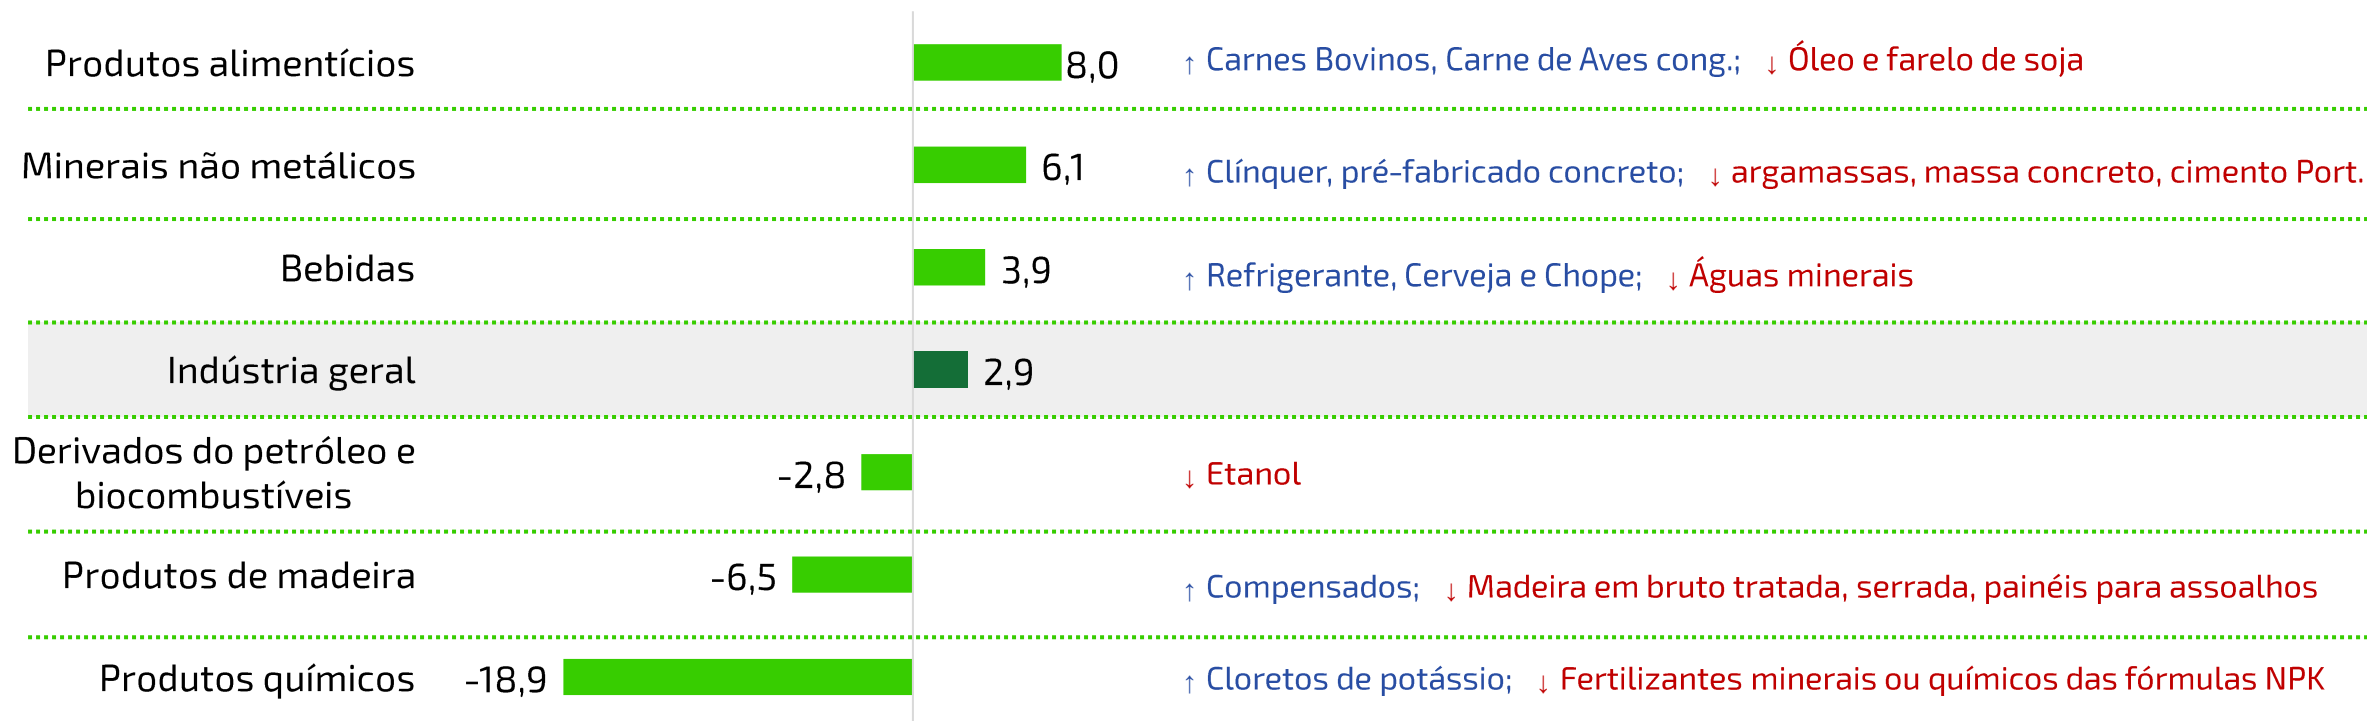 Produtos alimentícios 8,0 ↑ Carnes Bovinos, Carne de Aves cong.; ↓ Óleo e farelo de soja
Minerais não metálicos 6,1 ↑ Clínquer, pré-fabricado concreto; ↓ argamassas, massa concreto, cimento Port.
Bebidas 3,9 ↑ Refrigerante, Cerveja e Chope; ↓ Águas minerais
Indústria geral 2,9
Derivados do petróleo e
biocombustíveis -2,8 ↓ Etanol
Produtos de madeira -6,5 ↑ Compensados; ↓ Madeira em bruto tratada, serrada, painéis para assoalhos
Produtos químicos -18,9 ↑ Cloretos de potássio; ↓ Fertilizantes minerais ou químicos das fórmulas NPK